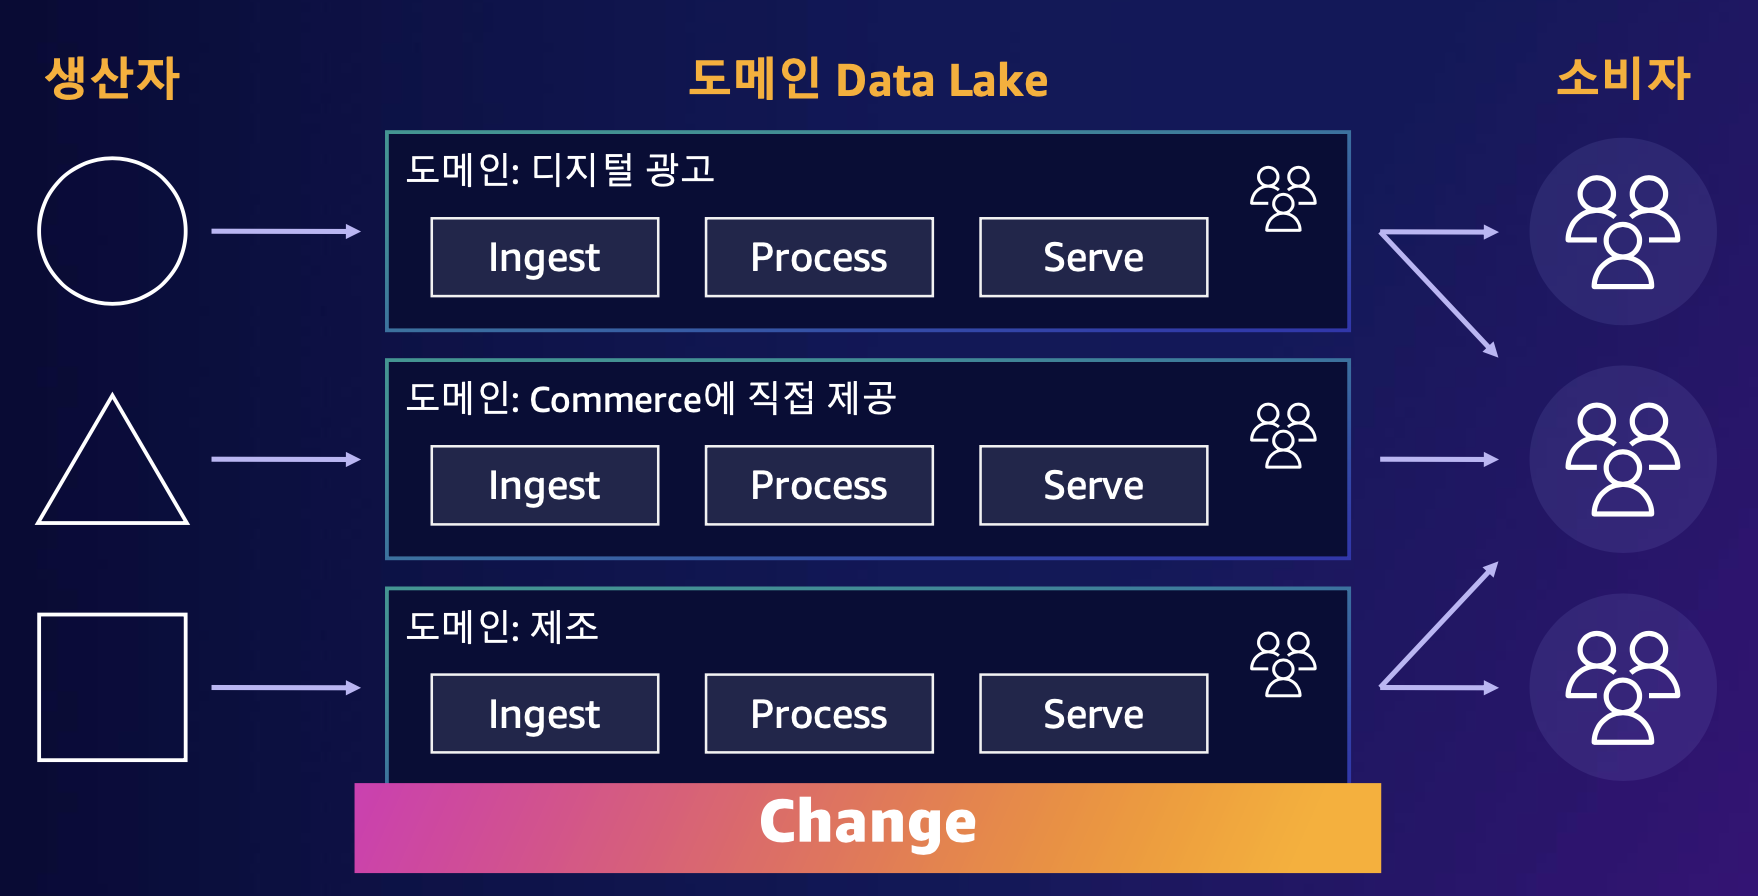 생산자
도메인 Data Lake
소비자
도메인: 디지털 광고
Ingest
Process
Serve
도메인: Commerce에 직접 제공
Ingest
Process
Serve
도메인: 제조
Ingest
Process
Serve
Change